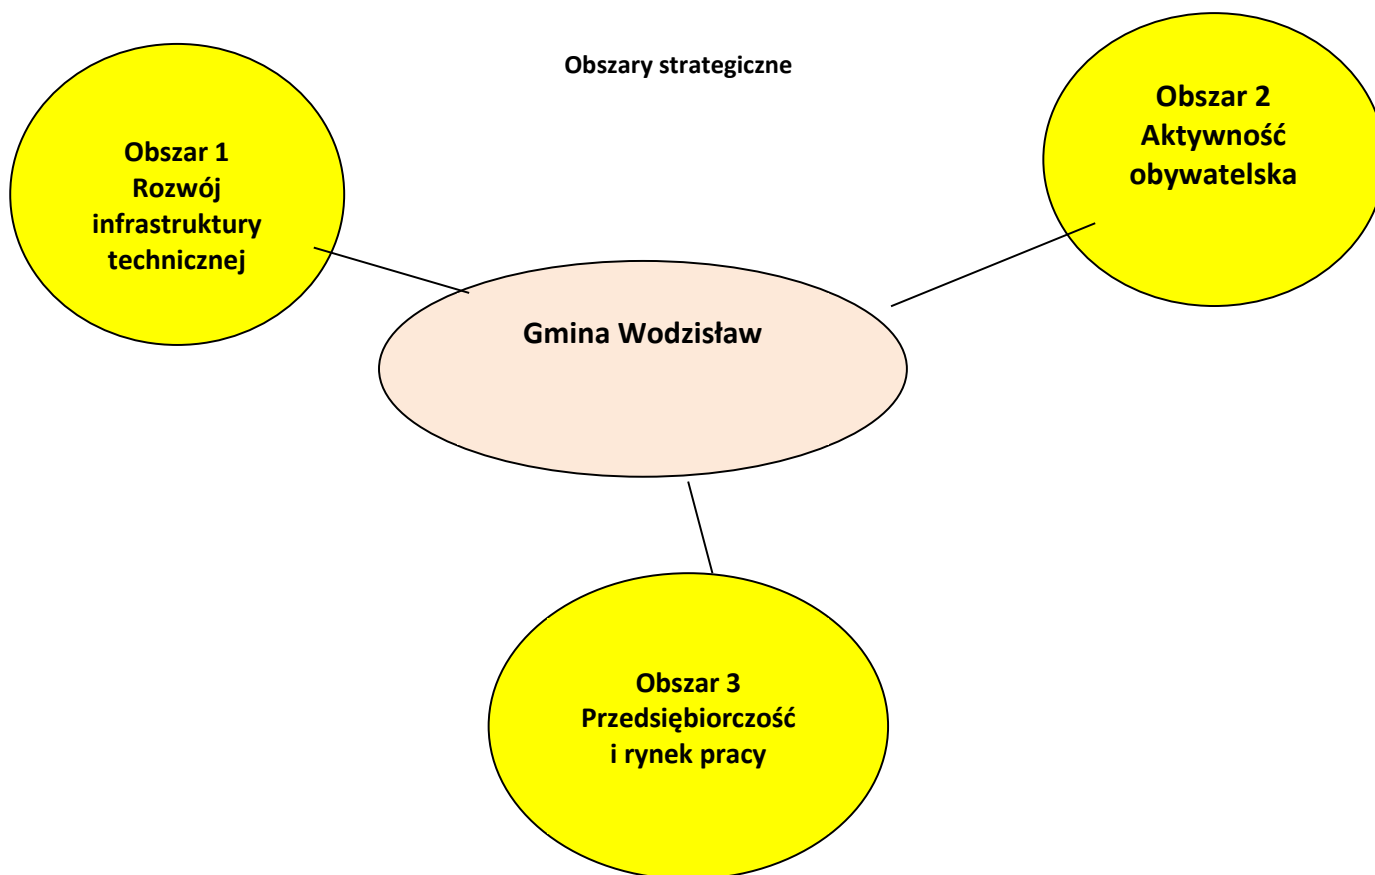 Obszary strategiczne
Obszar 1
Rozwój
infrastruktury
technicznej
Obszar 2
Aktywność
obywatelska
Gmina Wodzisław
Obszar 3
Przedsiębiorczość
i rynek pracy